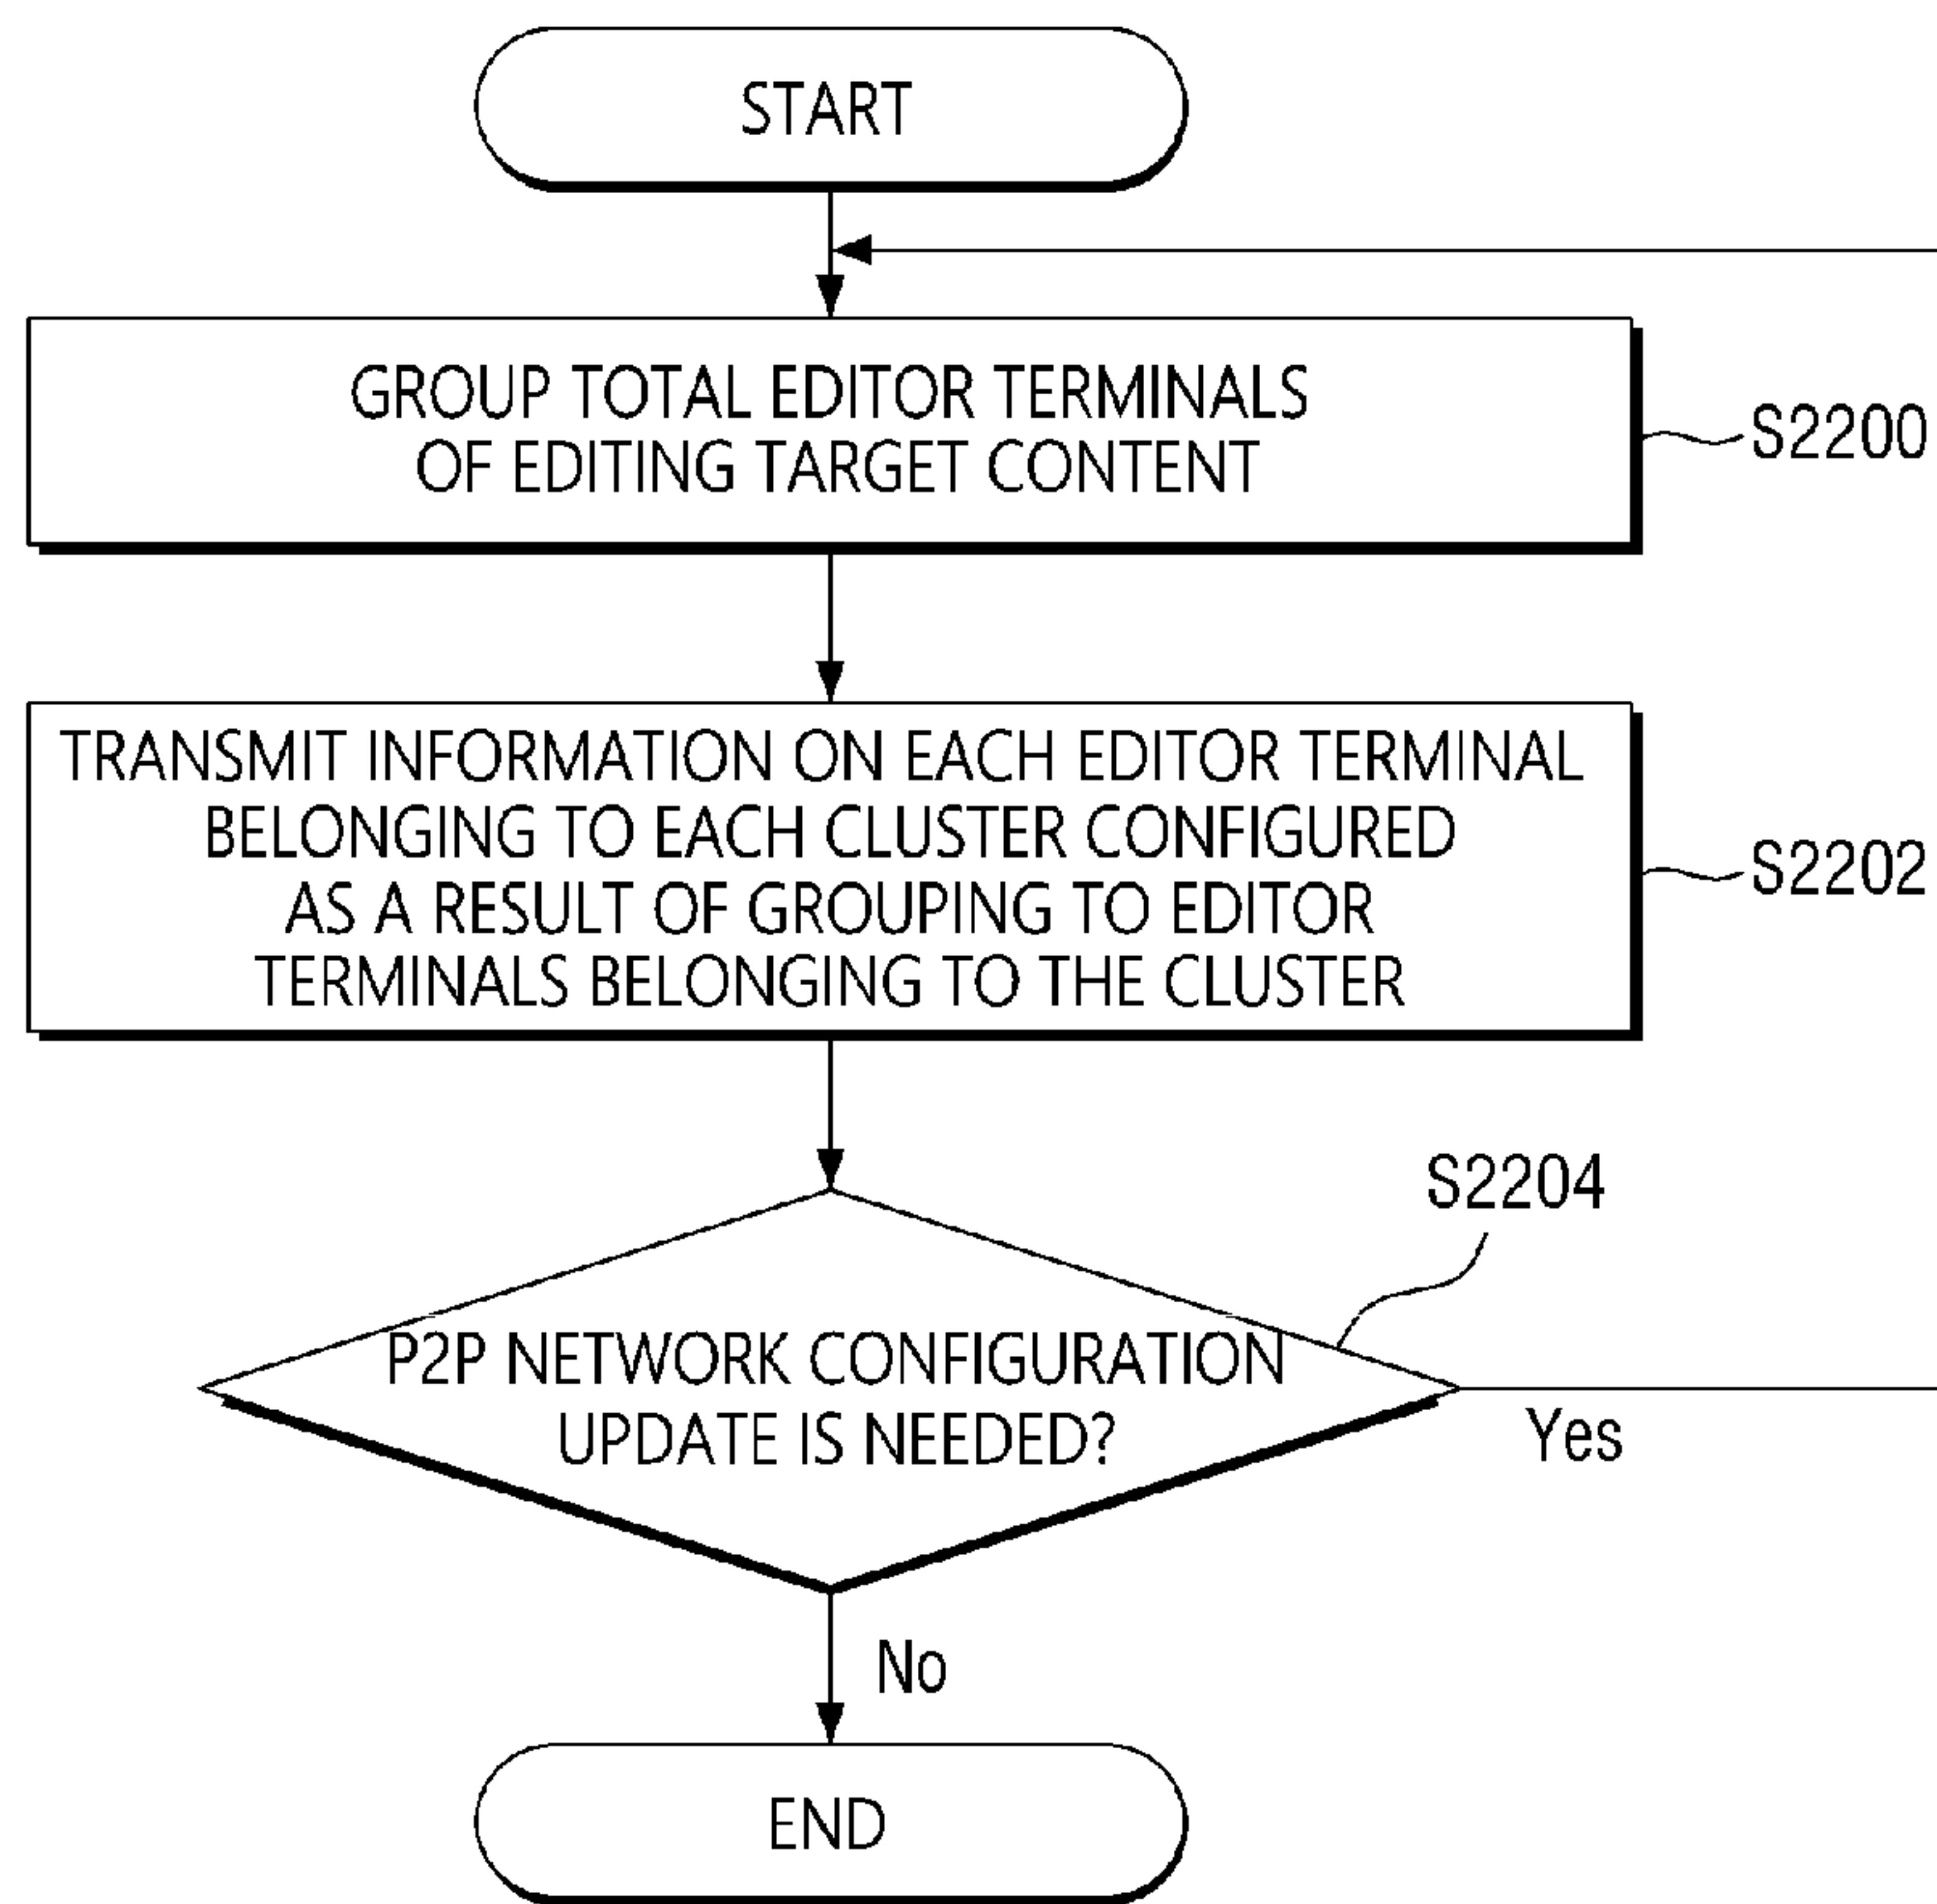 START
GROUP TOTAL EDITOR TERMINALS
OF EDITING TARGET CONTENT
S2200
TRANSMIT INFORMATION ON EACH EDITOR TERMINAL
BELONGING TO EACH CLUSTER CONFIGURED
AS A RESULT OF GROUPING TO EDITOR
TERMINALS BELONGING TO THE CLUSTER
S2202
S2204
P2P NETWORK CONFIGURATION
UPDATE IS NEEDED?
Yes
No
END